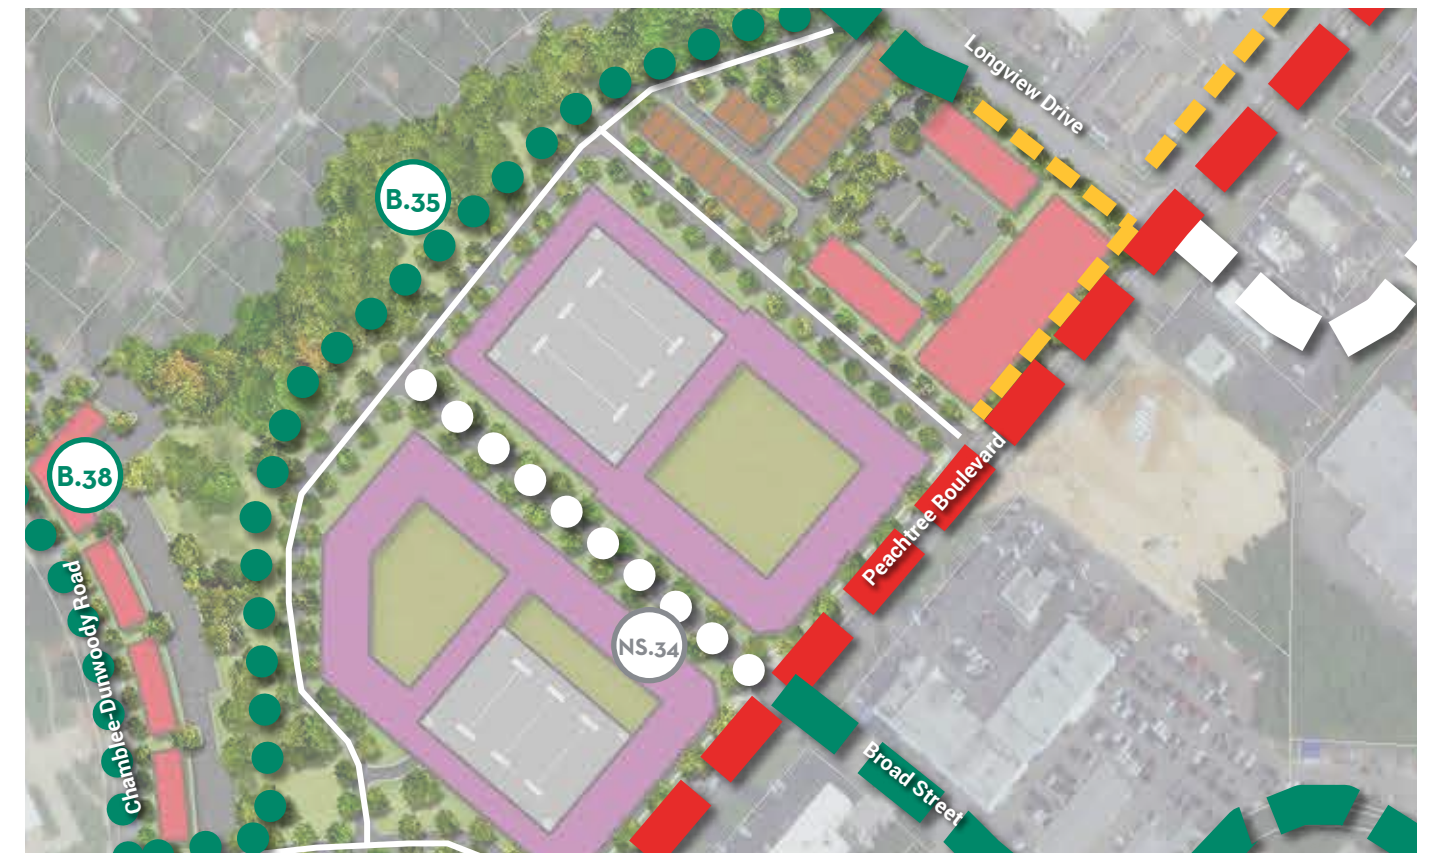 Longview Drive
B.35
B.38
Peachtree Boulevard
Chamblee-Dunwoody Road
NS.34
Broad Street